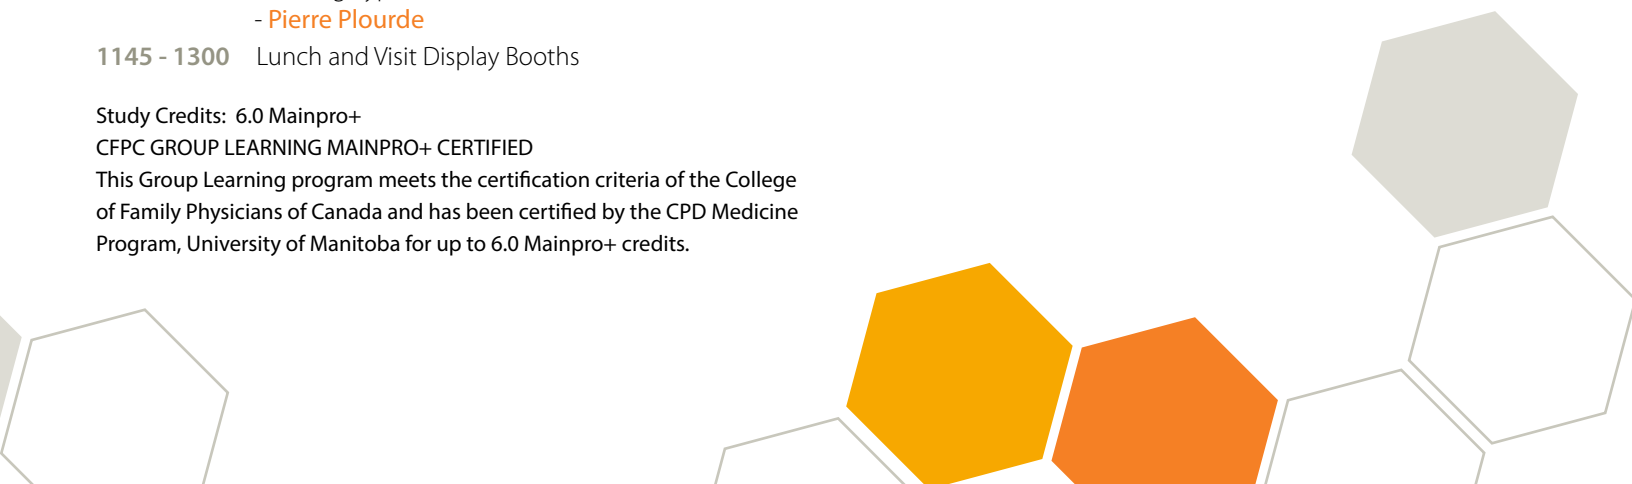 - Pierre Plourde
1145 - 1300 Lunch and Visit Display Booths
Study Credits: 6.0 Mainpro+
CFPC GROUP LEARNING MAINPRO+ CERTIFIED
This Group Learning program meets the certification criteria of the College
of Family Physicians of Canada and has been certified by the CPD Medicine
Program, University of Manitoba for up to 6.0 Mainpro+ credits.